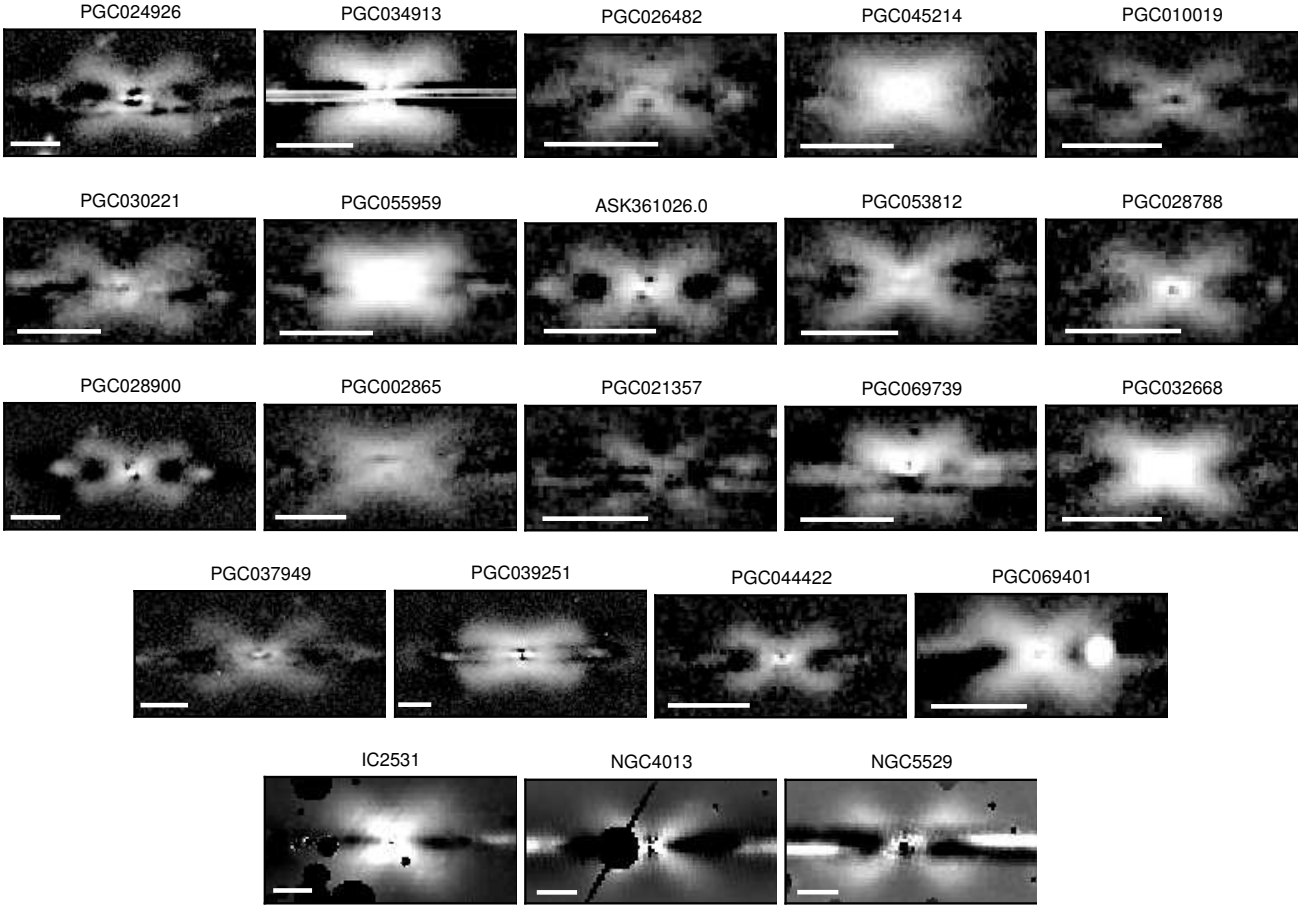 PGC024926 PGC034913 PGC026482 PGC045214 PGC010019
PGC030221 PGC055959 ASK361026.0 PGC053812 PGC028788
PGC028900 PGC002865 PGC021357 PGC069739 PGC032668
PGC037949 PGC039251 PGC044422 PGC069401
IC2531 NGC4013 NGC5529